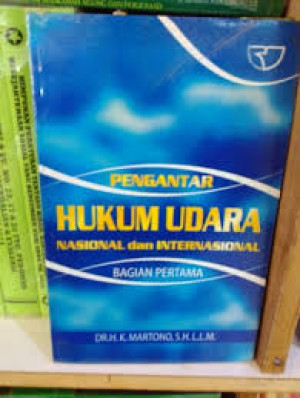 PENGANTAR
HUKUM UDARA
NASIONAL dan INTERNASIONAL
BAGIAN PERTAMA
DR.H. K. MARTONO, S.H. L.L.M.